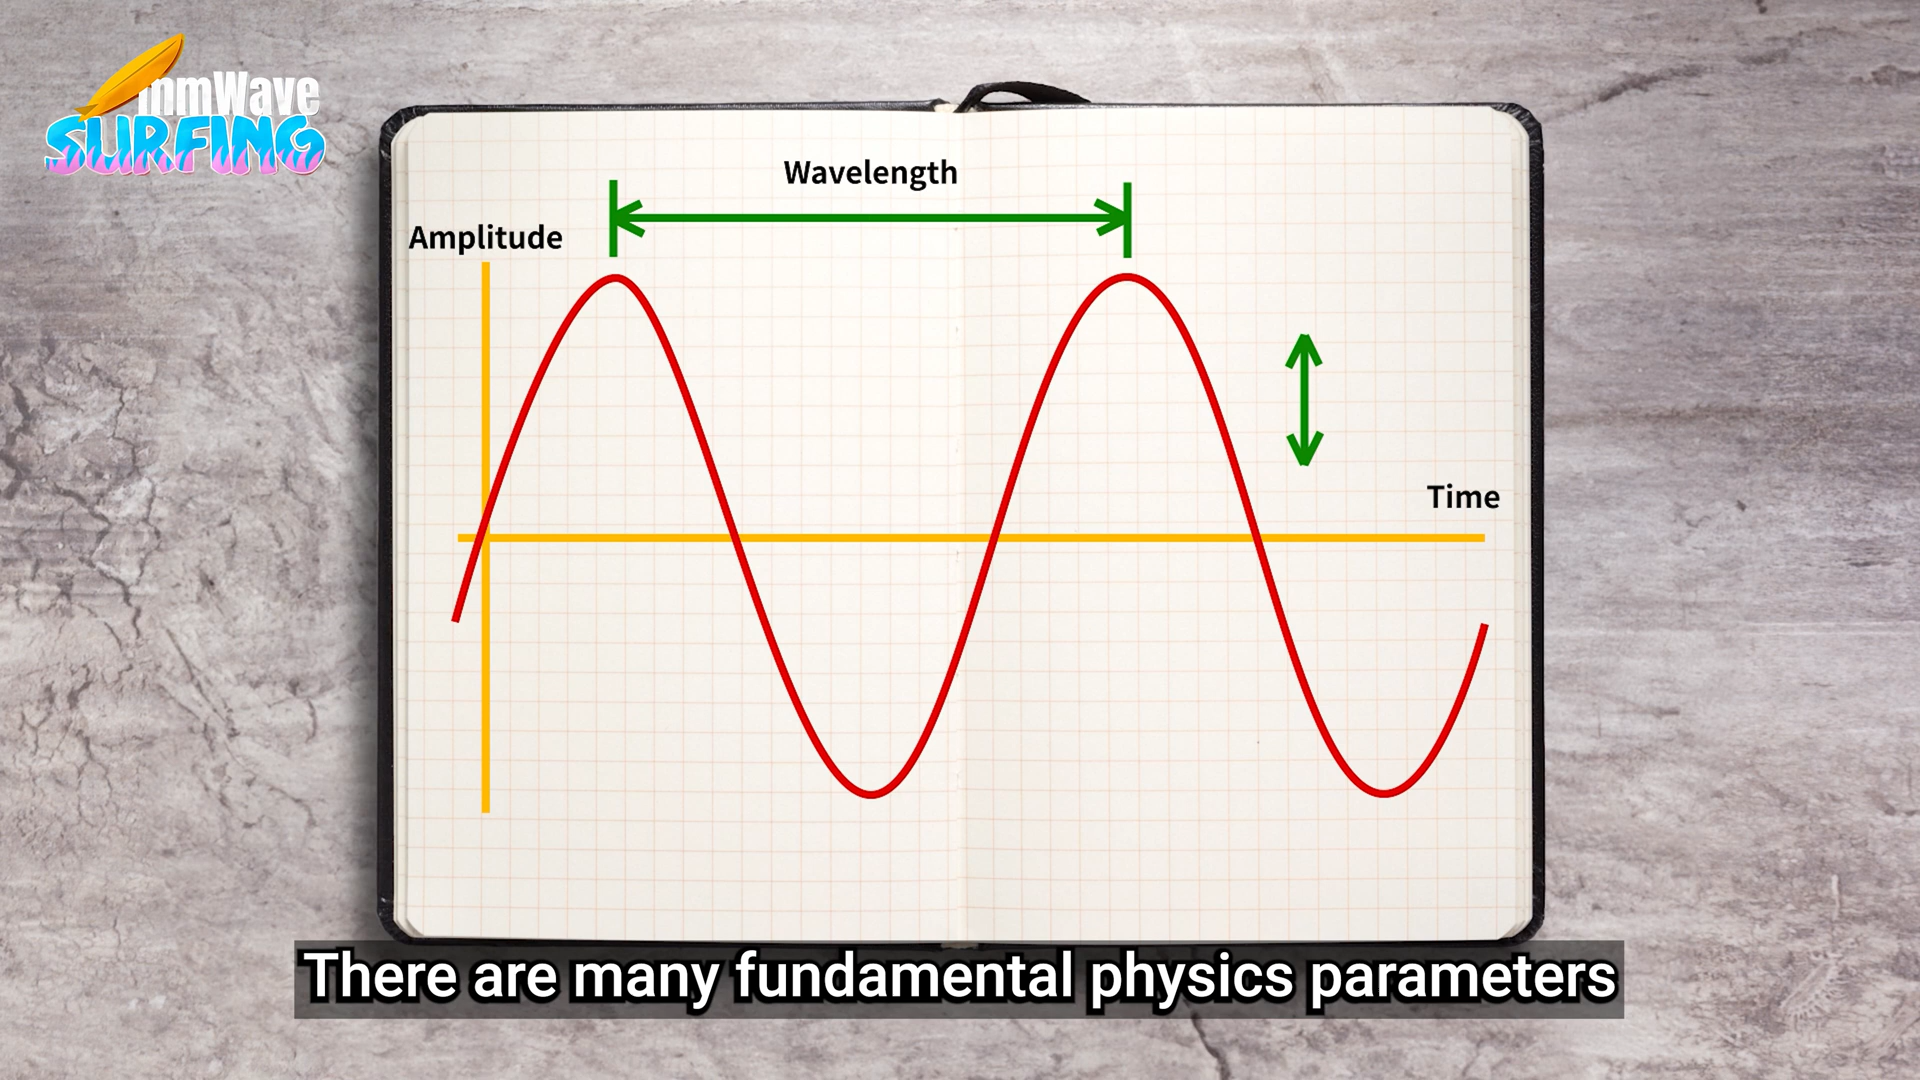 mmWave
SURFING
Wavelength
Amplitude
Time
There are many fundamental physics parameters